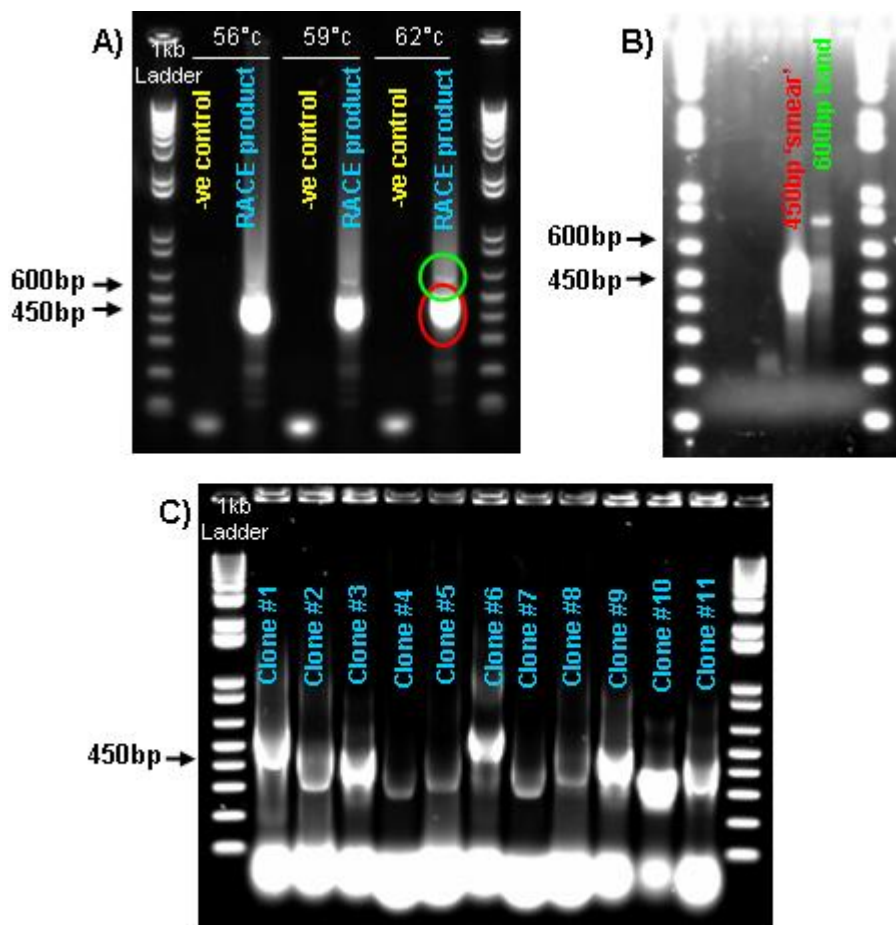 A)
56°c 59°c 62°c
1kb
Ladder
-ve control
RACE product
-ve control
RACE product
-ve control
RACE product
600bp
450bp
B)
450bp 'smear'
600bp band
600bp
450bp
C)
1kb
Ladder
Clone #1
Clone #2
Clone #3
Clone #4
Clone #5
Clone #6
Clone #7
Clone #8
Clone #9
Clone #10
Clone #11
450bp